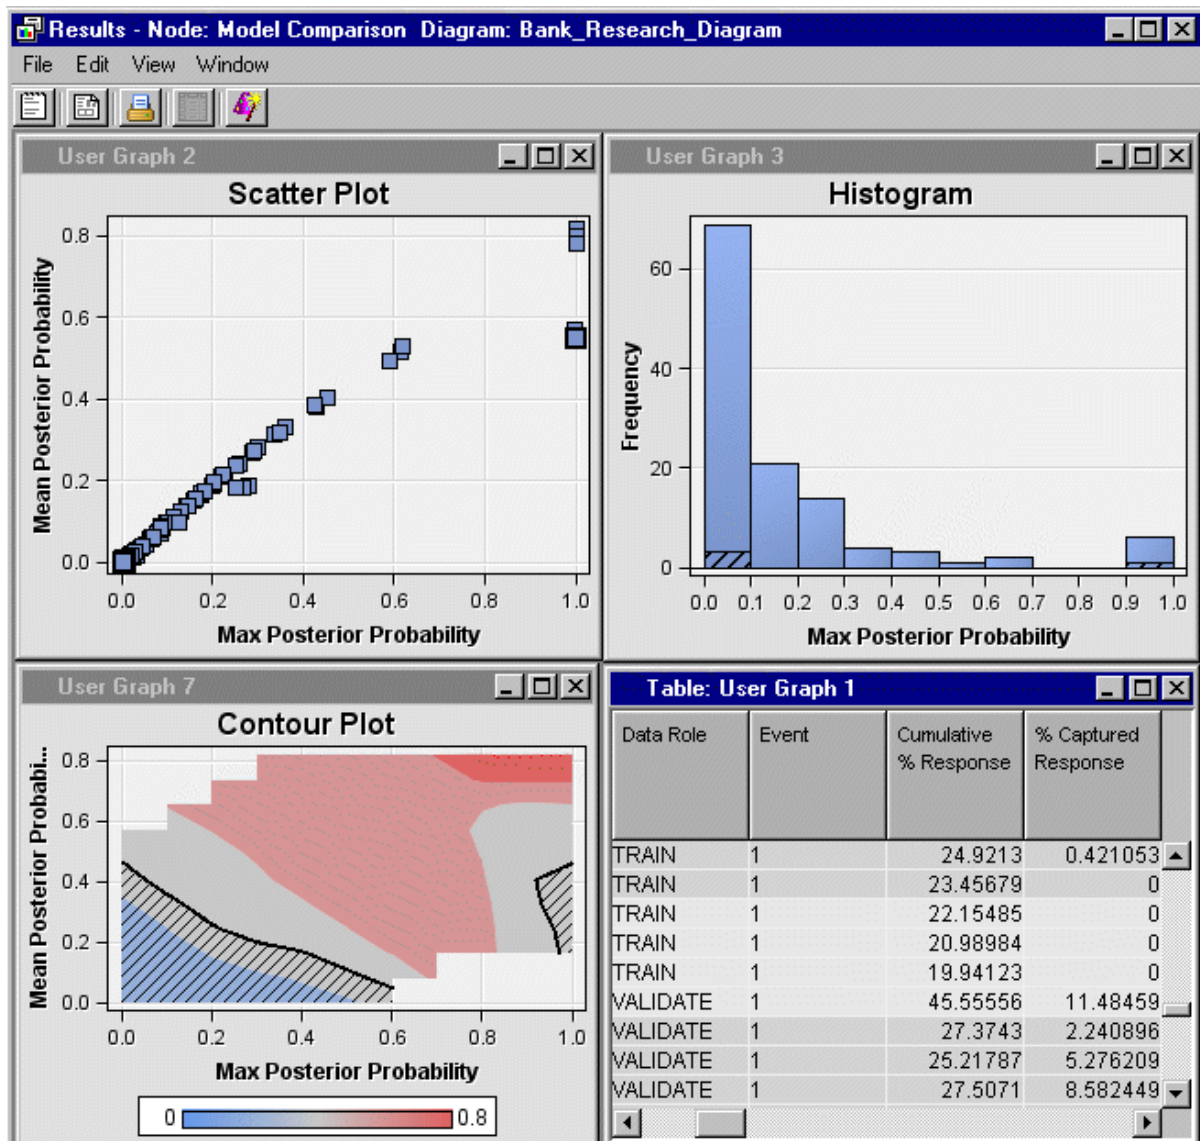 Results - Node: Model Comparison Diagram: Bank_Research_Diagram
File Edit View Window
User Graph 2
Scatter Plot
Mean Posterior Probability
0.8
0.6
0.4
0.2
0.0
0.0 0.2 0.4 0.6 0.8 1.0
Max Posterior Probability
User Graph 3
Histogram
Frequency
60
40
20
0
0.0 0.1 0.2 0.3 0.4 0.5 0.6 0.7 0.8 0.9 1.0
Max Posterior Probability
User Graph 7
Contour Plot
Mean Posterior Probabi...
0.8
0.6
0.4
0.2
0.0
0.0 0.2 0.4 0.6 0.8 1.0
Max Posterior Probability
0 0.8
Table: User Graph 1
Data Role Event Cumulative % Captured
% Response Response
TRAIN 1 24.9213 0.421053
TRAIN 1 23.45679 0
TRAIN 1 22.15485 0
TRAIN 1 20.98984 0
TRAIN 1 19.94123 0
VALIDATE 1 45.55556 11.48459
VALIDATE 1 27.3743 2.240896
VALIDATE 1 25.21787 5.276209
VALIDATE 1 27.5071 8.582449